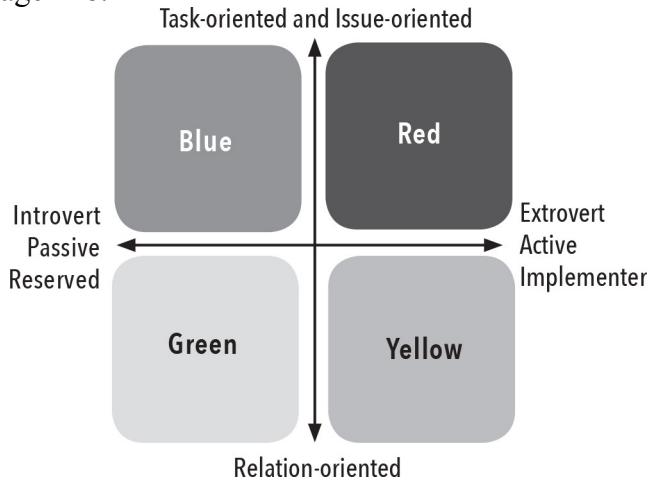 Task-oriented and Issue-oriented
Blue
Red
Introvert
Passive
Reserved
Extrovert
Active
Implementer
Green
Yellow
Relation-oriented